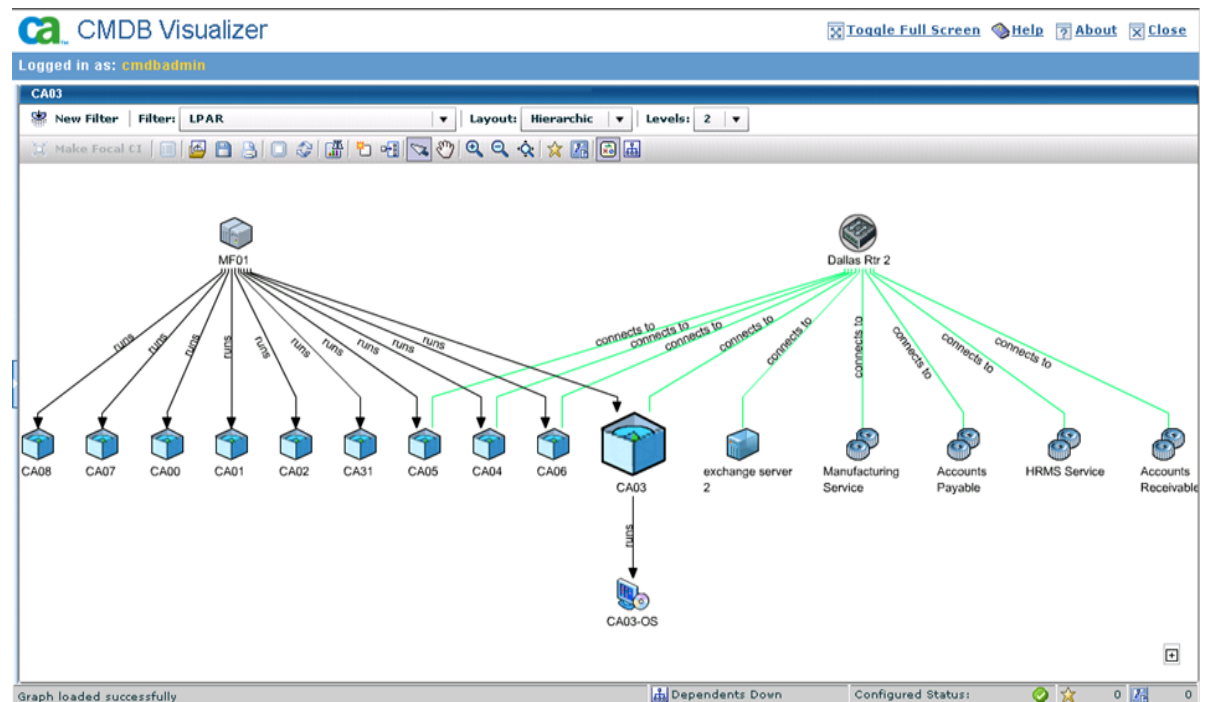 ca CMDB Visualizer Toggle Full Screen Help About Close
Logged in as: cmdbadmin
CA03
New Filter Filter: LPAR Layout: Hierarchic Levels: 2
Make Focal CI
MF01 Dallas Rtr 2
runs runs runs runs runs runs runs runs runs runs
connects to connects to connects to connects to connects to connects to connects to connects to connects to
CA08 CA07 CA00 CA01 CA02 CA31 CA05 CA04 CA06 CA03 exchange server 2 Manufacturing Service Accounts Payable HRMS Service Accounts Receivable
runs
CA03-OS
Graph loaded successfully Dependents Down Configured Status: 0 0